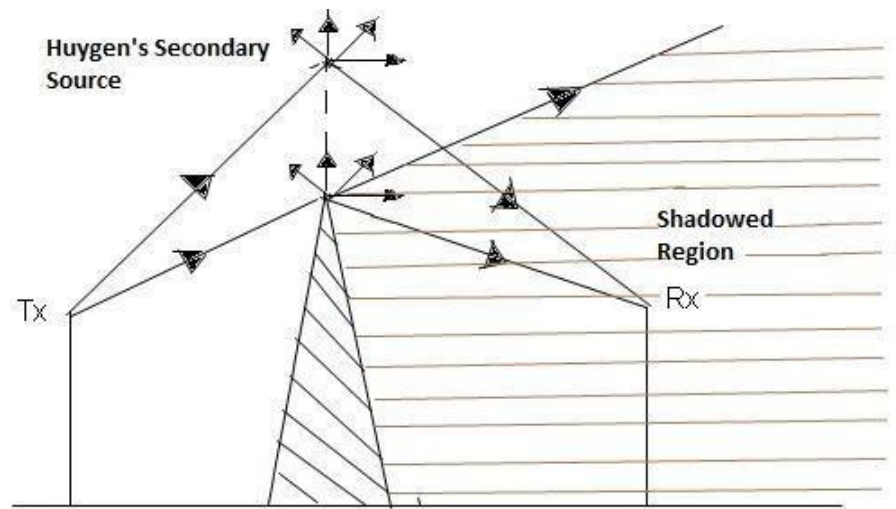 Huygen's Secondary
Source
Shadowed
Region
Tx
Rx